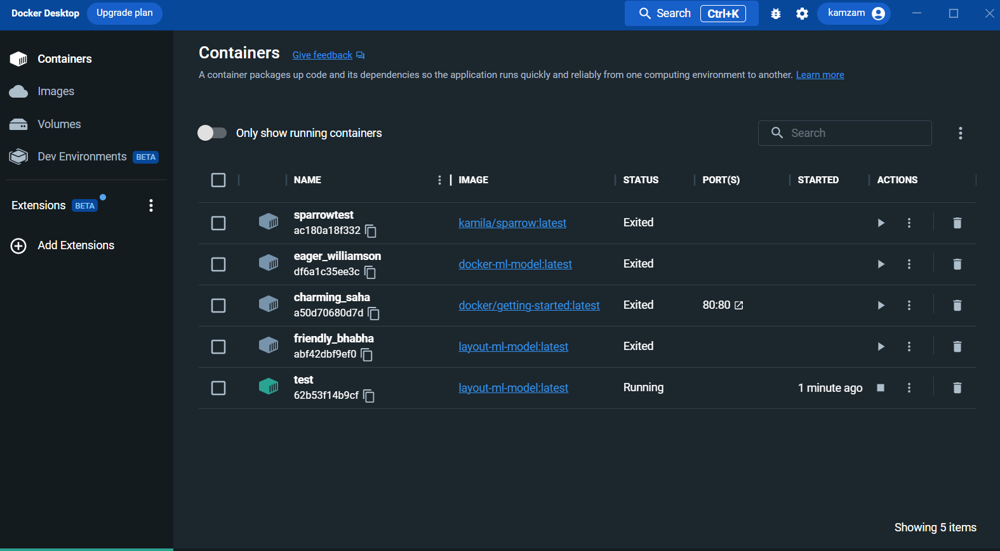 Docker Desktop Upgrade plan Search Ctrl+K kamzam
Containers
Images
Volumes
Dev Environments BETA
Extensions BETA
Add Extensions
Containers Give feedback
A container packages up code and its dependencies so the application runs quickly and reliably from one computing environment to another. Learn more
Only show running containers Search
NAME IMAGE STATUS PORT(S) STARTED ACTIONS
sparrowtest
ac180a18f332 kamila/sparrow:latest Exited
eager_williamson
df6a1c35ee3c docker-ml-model:latest Exited
charming_saha
a50d70680d7d docker/getting-started:latest Exited 80:80
friendly_bhabha
abf42dbf9ef0 layout-ml-model:latest Exited
test
62b53f14b9cf layout-ml-model:latest Running 1 minute ago
Showing 5 items